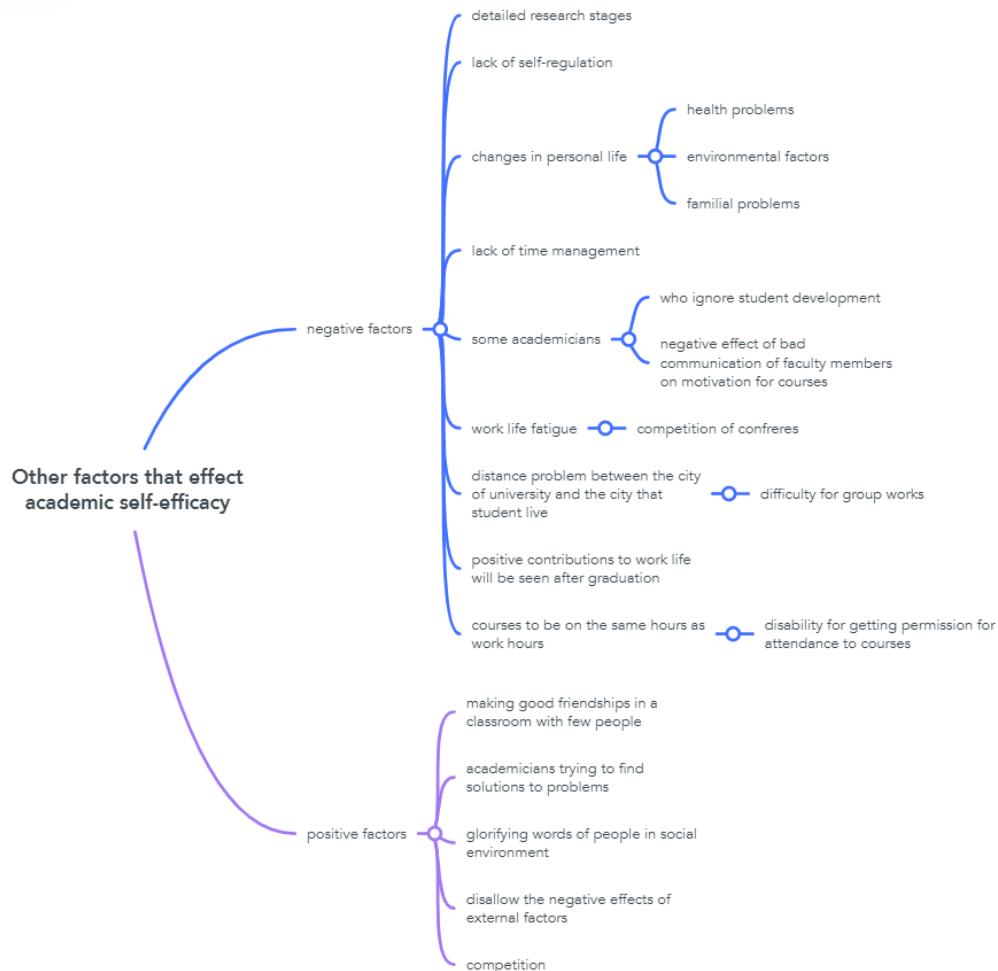 detailed research stages
lack of self-regulation
health problems
changes in personal life
environmental factors
familial problems
lack of time management
who ignore student development
negative factors
some academicians
negative effect of bad
communication of faculty members
on motivation for courses
work life fatigue
competition of confreres
Other factors that effect
academic self-efficacy
distance problem between the city
of university and the city that
student live
difficulty for group works
positive contributions to work life
will be seen after graduation
courses to be on the same hours as
work hours
disability for getting permission for
attendance to courses
making good friendships in a
classroom with few people
academicians trying to find
solutions to problems
positive factors
glorifying words of people in social
environment
disallow the negative effects of
external factors
competition